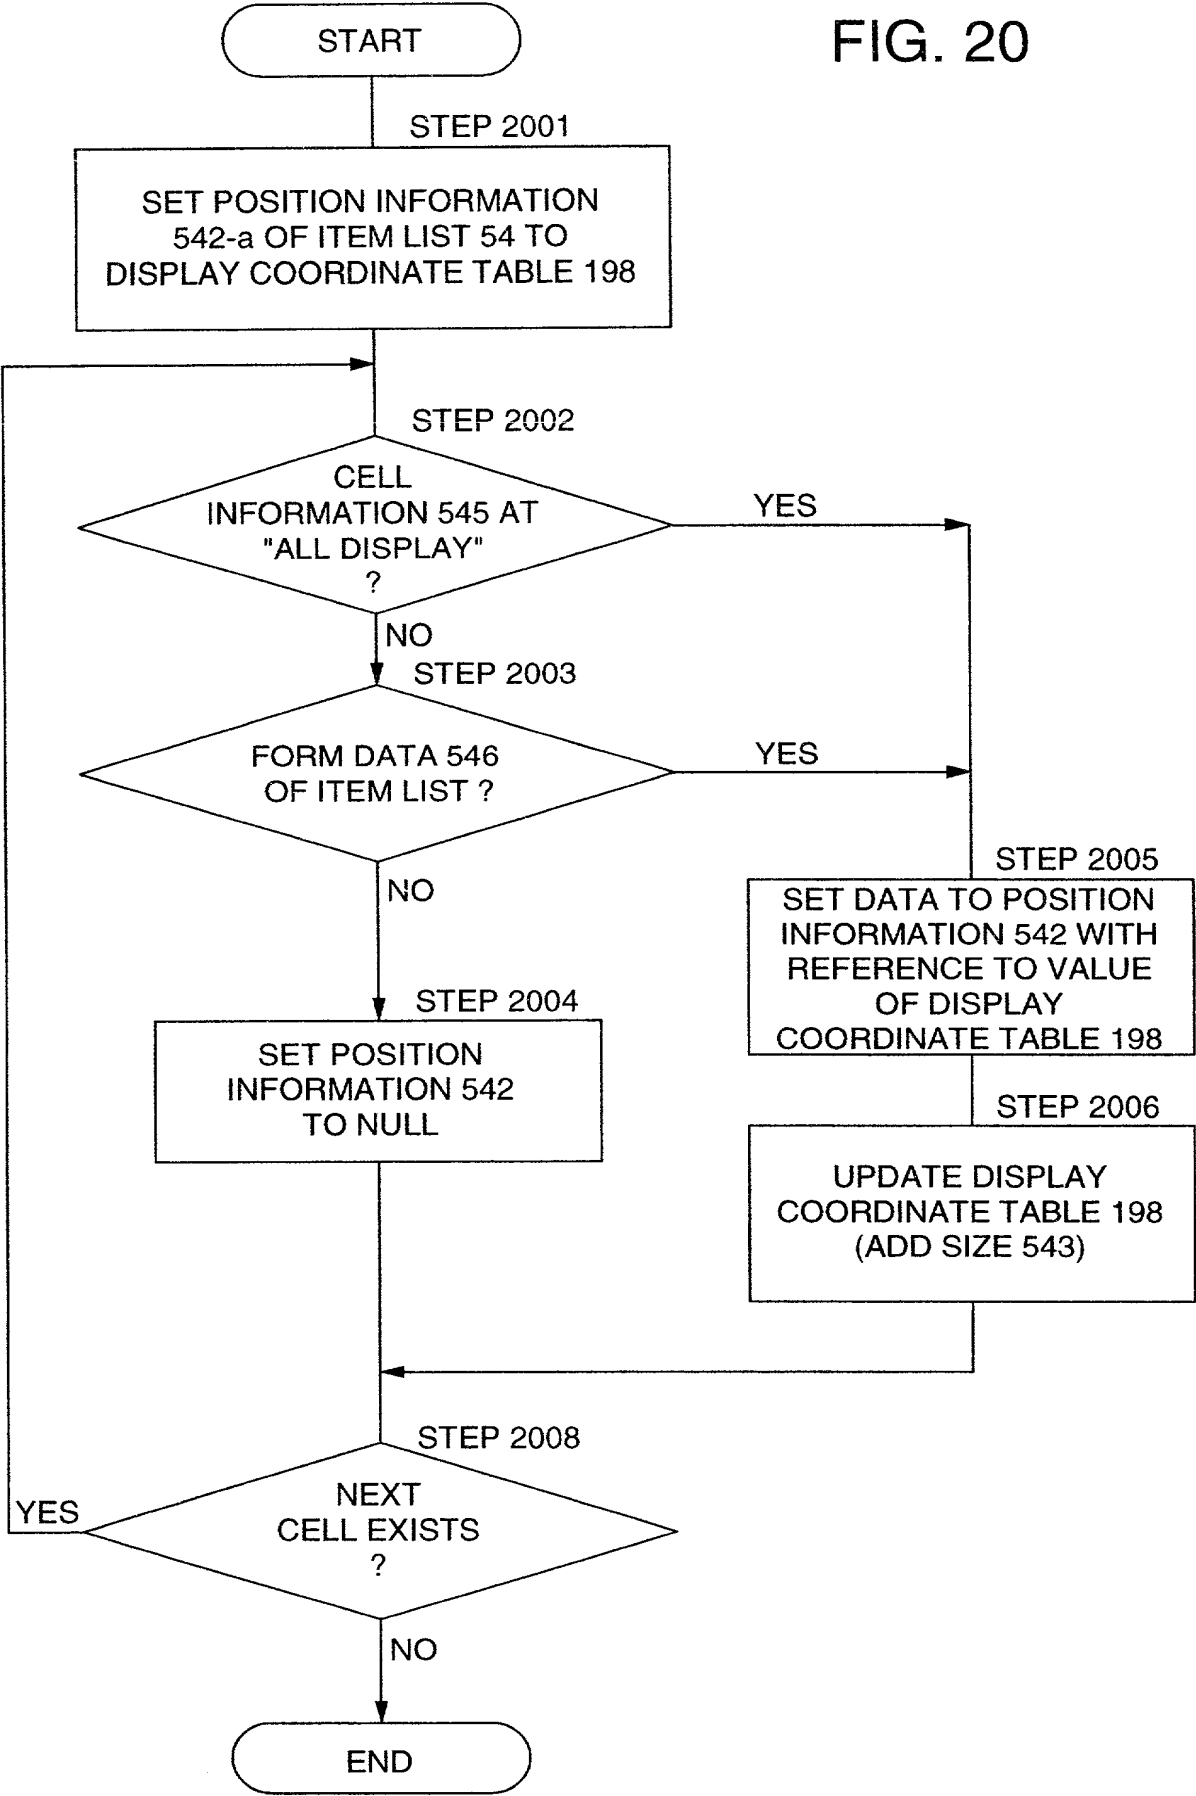 FIG. 20
START
STEP 2001
SET POSITION INFORMATION
542-a OF ITEM LIST 54 TO
DISPLAY COORDINATE TABLE 198
STEP 2002
CELL
INFORMATION 545 AT
"ALL DISPLAY"
?
YES
NO
STEP 2003
FORM DATA 546
OF ITEM LIST ?
YES
NO
STEP 2005
SET DATA TO POSITION
INFORMATION 542 WITH
REFERENCE TO VALUE
OF DISPLAY
COORDINATE TABLE 198
STEP 2004
SET POSITION
INFORMATION 542
TO NULL
STEP 2006
UPDATE DISPLAY
COORDINATE TABLE 198
(ADD SIZE 543)
STEP 2008
NEXT
CELL EXISTS
?
YES
NO
END